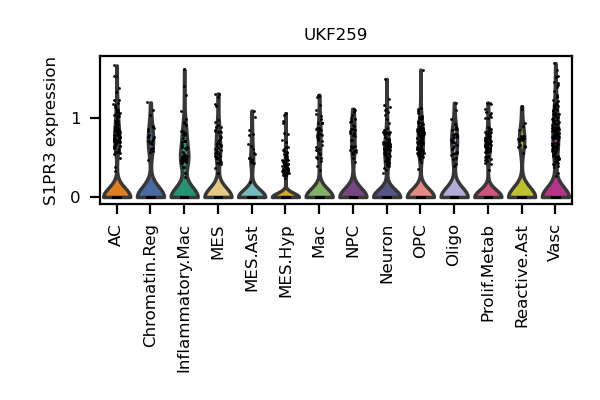 UKF259
S1PR3 expression
1
0
AC
Chromatin.Reg
Inflammatory.Mac
MES
MES.Ast
MES.Hyp
Mac
NPC
Neuron
OPC
Oligo
Prolif.Metab
Reactive.Ast
Vasc